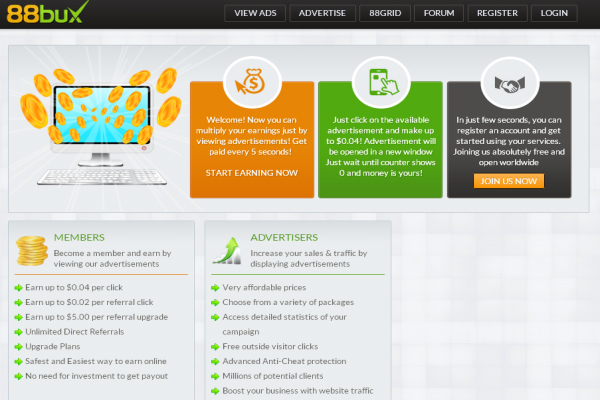 88bux
VIEW ADS
ADVERTISE
88GRID
FORUM
REGISTER
LOGIN
Welcome! Now you can
multiply your earnings just by
viewing advertisements! Get
paid every 5 seconds!
START EARNING NOW
Just click on the available
advertisement and make up
to $0.04! Advertisement will
be opened in a new window
Just wait until counter shows
0 and money is yours!
In just few seconds, you can
register an account and get
started using your services.
Joining us absolutely free and
open worldwide
JOIN US NOW
MEMBERS
Become a member and earn by
viewing our advertisements
Earn up to $0.04 per click
Earn up to $0.02 per referral click
Earn up to $5.00 per referral upgrade
Unlimited Direct Referrals
Upgrade Plans
Safest and Easiest way to earn online
No need for investment to get payout
ADVERTISERS
Increase your sales & traffic by
displaying advertisements
Very affordable prices
Choose from a variety of packages
Access detailed statistics of your
campaign
Free outside visitor clicks
Advanced Anti-Cheat protection
Millions of potential clients
Boost your business with website traffic